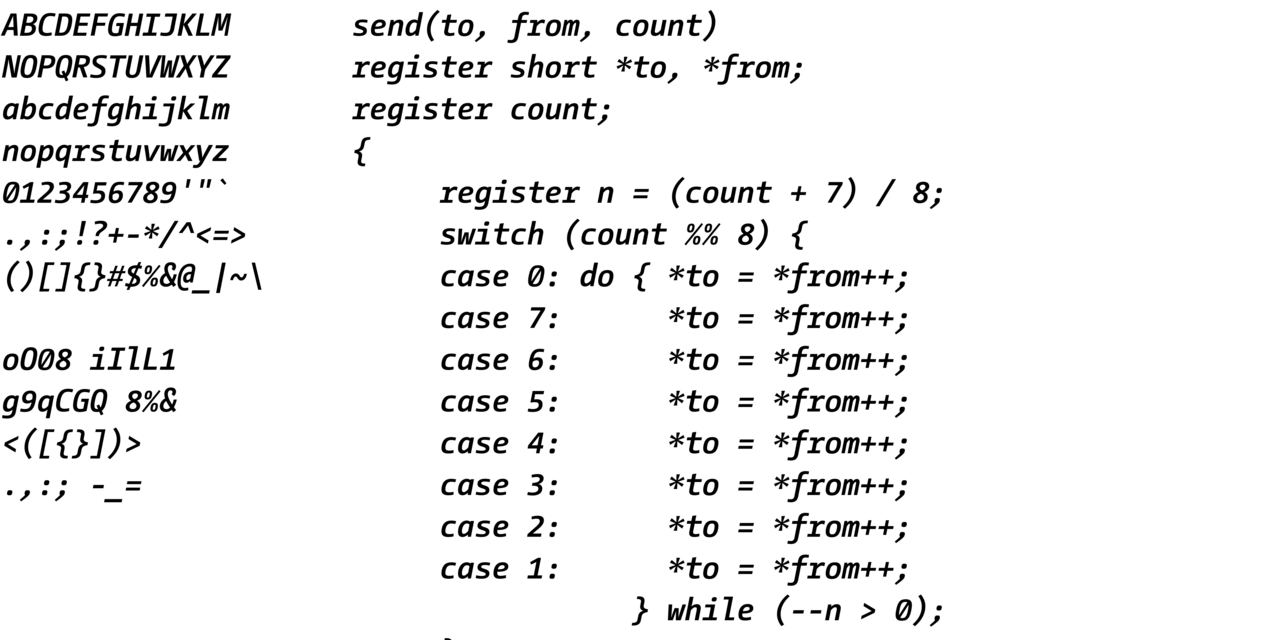 ABCDEFGHIJKLM
NOPQRSTUVWXYZ
abcdefghijklm
nopqrstuvwxyz
0123456789'"`
.,:;!?+-*/^<=>
()[]{}#$%&@_|~\
oO08 iIlL1
g9qCGQ 8%&
<([{}])>
.,:; -_=
send(to, from, count)
register short *to, *from;
register count;
{
    register n = (count + 7) / 8;
    switch (count %% 8) {
    case 0: do { *to = *from++;
    case 7:      *to = *from++;
    case 6:      *to = *from++;
    case 5:      *to = *from++;
    case 4:      *to = *from++;
    case 3:      *to = *from++;
    case 2:      *to = *from++;
    case 1:      *to = *from++;
               } while (--n > 0);